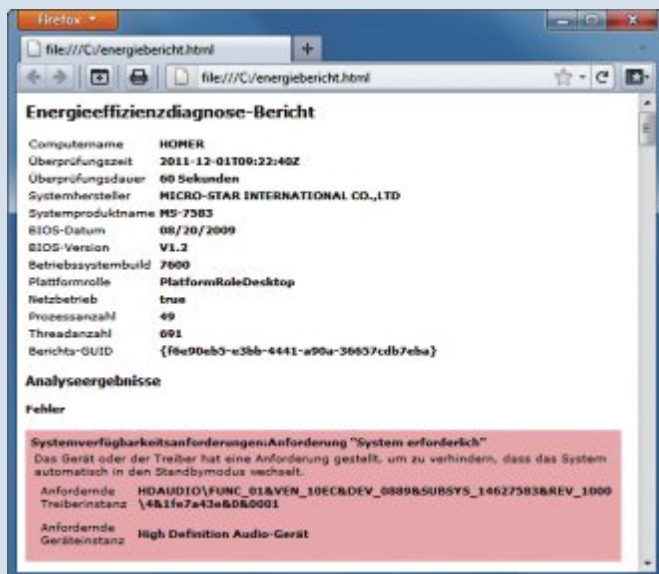 Firefox
file:///C:/energiebericht.html
file:///C:/energiebericht.html
Energieeffizienzdiagnose-Bericht
Computername HOMER
Überprüfungszeit 2011-12-01T09:22:40Z
Überprüfungsdauer 60 Sekunden
Systemhersteller MICRO-STAR INTERNATIONAL CO.,LTD
Systemproduktname MS-7583
BIOS-Datum 08/20/2009
BIOS-Version V1.2
Betriebssystembuild 7600
Plattformrolle PlatformRoleDesktop
Netzbetrieb true
Prozessanzahl 49
Threadanzahl 691
Berichts-GUID {f6e90eb5-e3bb-4441-a90a-36657cdb7eba}
Analyseergebnisse
Fehler
Systemverfügbarkeitsanforderungen:Anforderung "System erforderlich"
Das Gerät oder der Treiber hat eine Anforderung gestellt, um zu verhindern, dass das System
automatisch in den Standbymodus wechselt.
Anfordernde HDAUDIO\FUNC_01&VEN_10EC&DEV_0889&SUBSYS_14627583&REV_1000
Treiberinstanz \4&1fe7a43e&0&0001
Anfordernde
Geräteinstanz High Definition Audio-Gerät